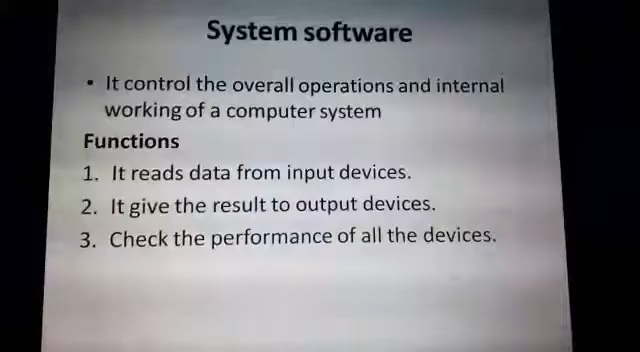 System software
▪ It control the overall operations and internal
working of a computer system
Functions
1. It reads data from input devices.
2. It give the result to output devices.
3. Check the performance of all the devices.